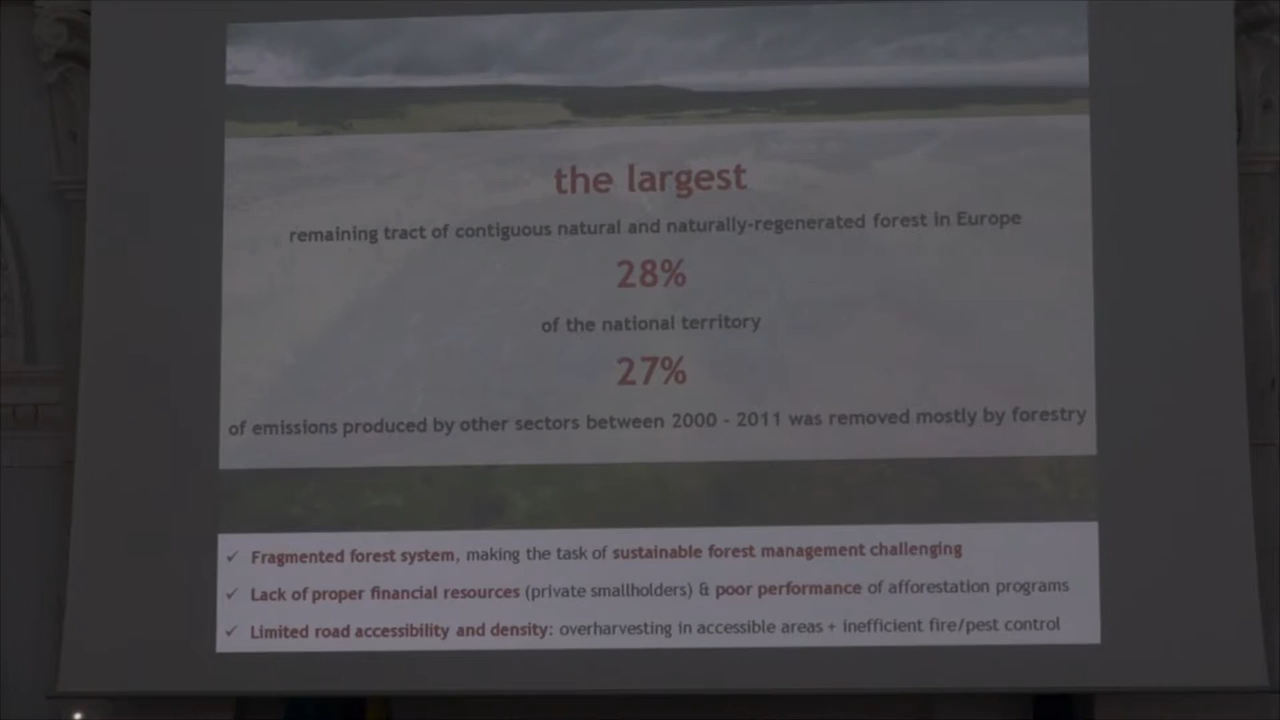 the largest
remaining tract of contiguous natural and naturally-regenerated forest in Europe
28%
of the national territory
27%
of emissions produced by other sectors between 2000 - 2011 was removed mostly by forestry
✓ Fragmented forest system, making the task of sustainable forest management challenging
✓ Lack of proper financial resources (private smallholders) & poor performance of afforestation programs
✓ Limited road accessibility and density: overharvesting in accessible areas + inefficient fire/pest control